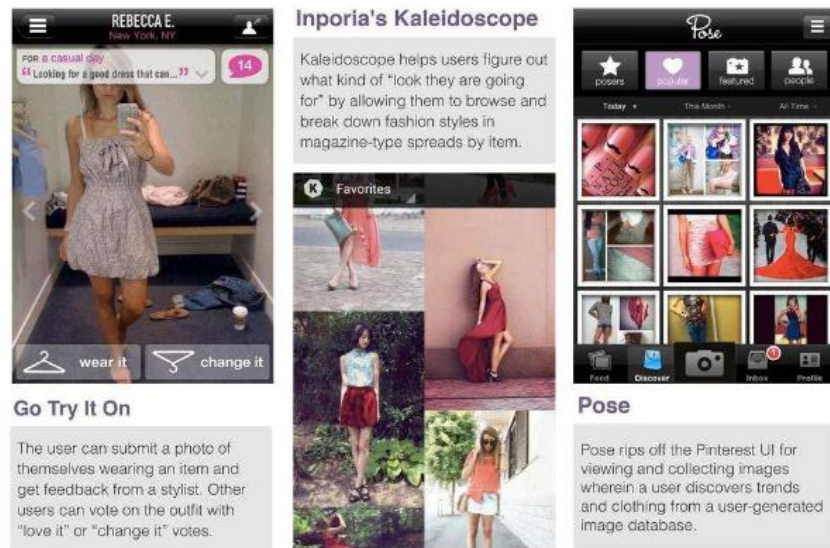 REBECCA E.
New York, NY
FOR a casual day
“Looking for a good dress that can...”
14
wear it
change it
Go Try It On
The user can submit a photo of
themselves wearing an item and
get feedback from a stylist. Other
users can vote on the outfit with
“love it” or “change it” votes.
Inporia's Kaleidoscope
Kaleidoscope helps users figure out
what kind of “look they are going
for” by allowing them to browse and
break down fashion styles in
magazine-type spreads by item.
K
Favorites
Pose
posers
popular
featured
people
Today
This Month
All Time
Feed
Discover
Inbox
1
Profile
Pose
Pose rips off the Pinterest UI for
viewing and collecting images
wherein a user discovers trends
and clothing from a user-generated
image database.